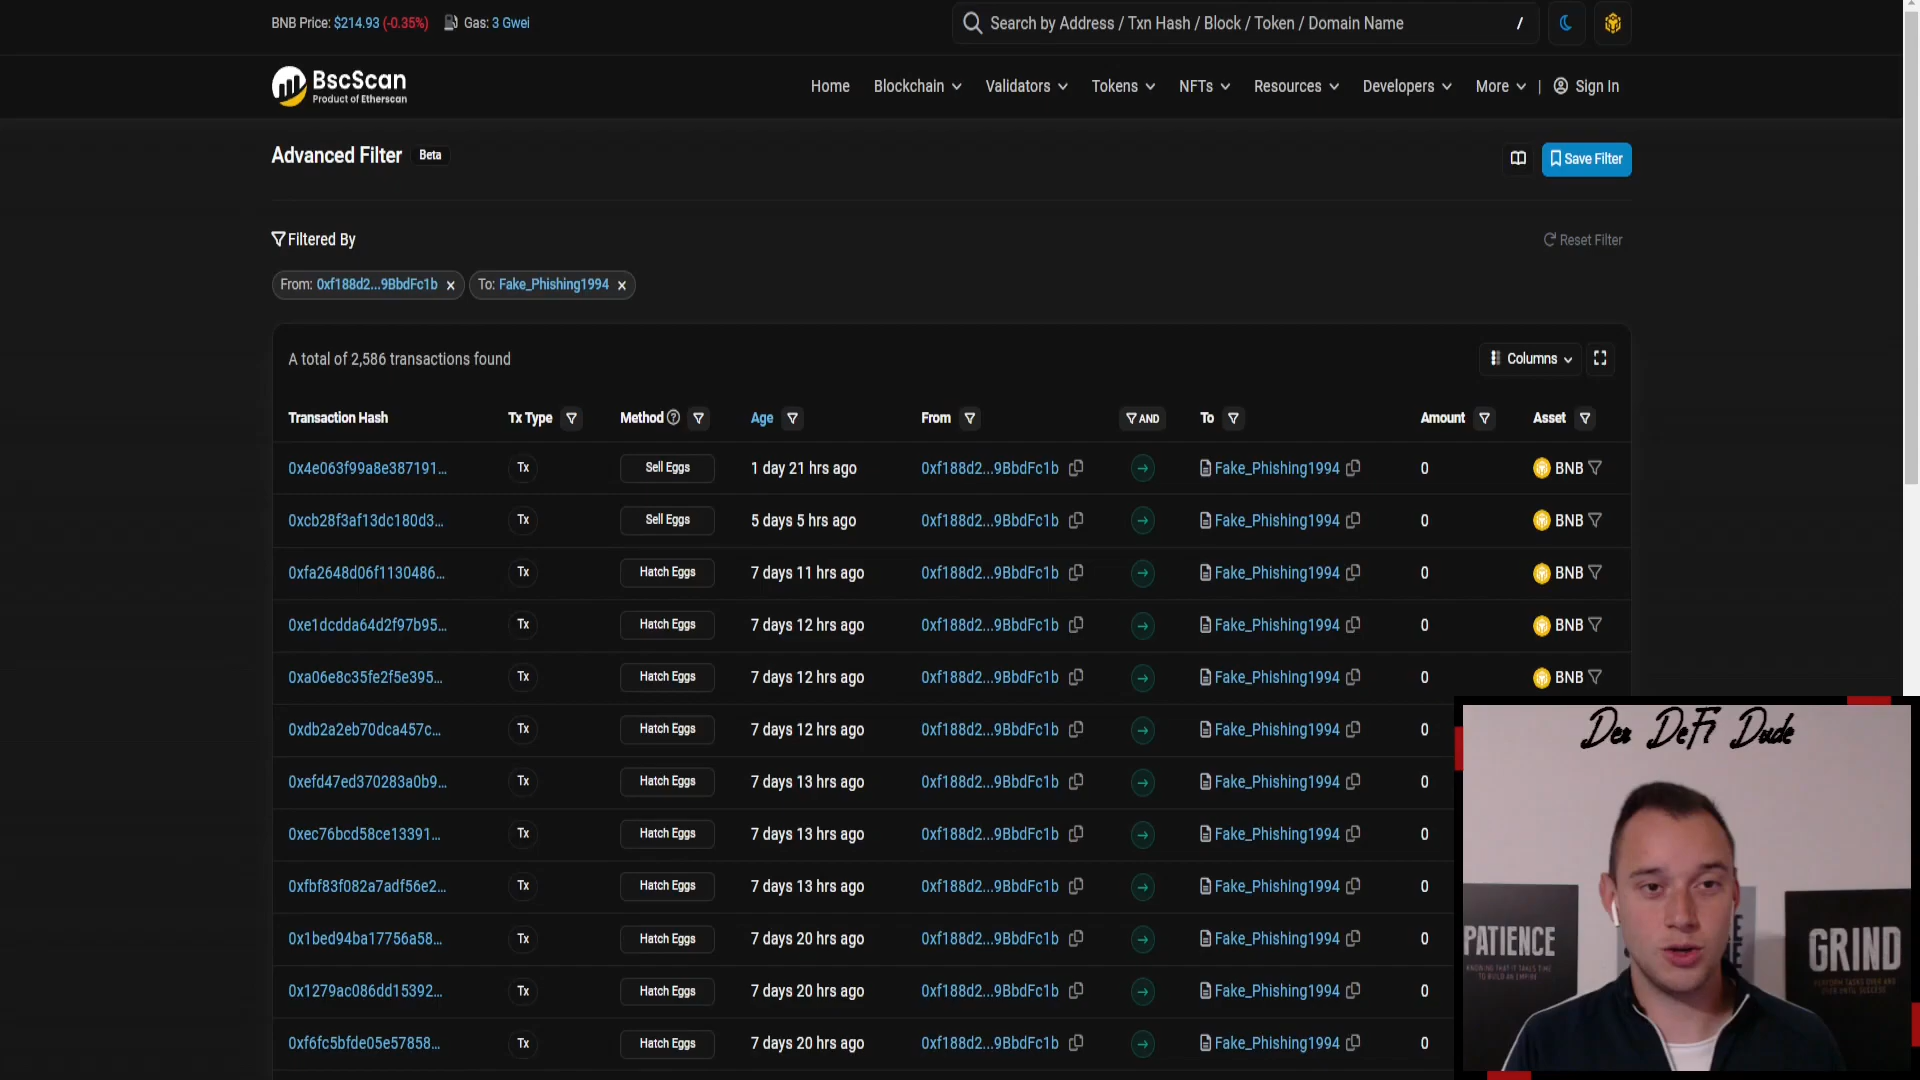 BNB Price: $214.93 (-0.35%) Gas: 3 Gwei
Search by Address / Txn Hash / Block / Token / Domain Name /
BscScan
Product of Etherscan
Home Blockchain Validators Tokens NFTs Resources Developers More | Sign In
Advanced Filter Beta
Save Filter
Filtered By
Reset Filter
From: 0xf188d2...9BbdFc1b × To: Fake_Phishing1994 ×
A total of 2,586 transactions found
Columns
Transaction Hash Tx Type Method Age From AND To Amount Asset
0x4e063f99a8e387191... Tx Sell Eggs 1 day 21 hrs ago 0xf188d2...9BbdFc1b Fake_Phishing1994 0 BNB
0xcb28f3af13dc180d3... Tx Sell Eggs 5 days 5 hrs ago 0xf188d2...9BbdFc1b Fake_Phishing1994 0 BNB
0xfa2648d06f1130486... Tx Hatch Eggs 7 days 11 hrs ago 0xf188d2...9BbdFc1b Fake_Phishing1994 0 BNB
0xe1dcdda64d2f97b95... Tx Hatch Eggs 7 days 12 hrs ago 0xf188d2...9BbdFc1b Fake_Phishing1994 0 BNB
0xa06e8c35fe2f5e395... Tx Hatch Eggs 7 days 12 hrs ago 0xf188d2...9BbdFc1b Fake_Phishing1994 0 BNB
0xdb2a2eb70dca457c... Tx Hatch Eggs 7 days 12 hrs ago 0xf188d2...9BbdFc1b Fake_Phishing1994 0
0xefd47ed370283a0b9... Tx Hatch Eggs 7 days 13 hrs ago 0xf188d2...9BbdFc1b Fake_Phishing1994 0
0xec76bcd58ce13391... Tx Hatch Eggs 7 days 13 hrs ago 0xf188d2...9BbdFc1b Fake_Phishing1994 0
0xfbf83f082a7adf56e2... Tx Hatch Eggs 7 days 13 hrs ago 0xf188d2...9BbdFc1b Fake_Phishing1994 0
0x1bed94ba17756a58... Tx Hatch Eggs 7 days 20 hrs ago 0xf188d2...9BbdFc1b Fake_Phishing1994 0
0x1279ac086dd15392... Tx Hatch Eggs 7 days 20 hrs ago 0xf188d2...9BbdFc1b Fake_Phishing1994 0
0xf6fc5bfde05e57858... Tx Hatch Eggs 7 days 20 hrs ago 0xf188d2...9BbdFc1b Fake_Phishing1994 0
Dex DeFi Dude
PATIENCE
KNOWING THAT IT TAKES TIME
TO BUILD AN EMPIRE
GRIND